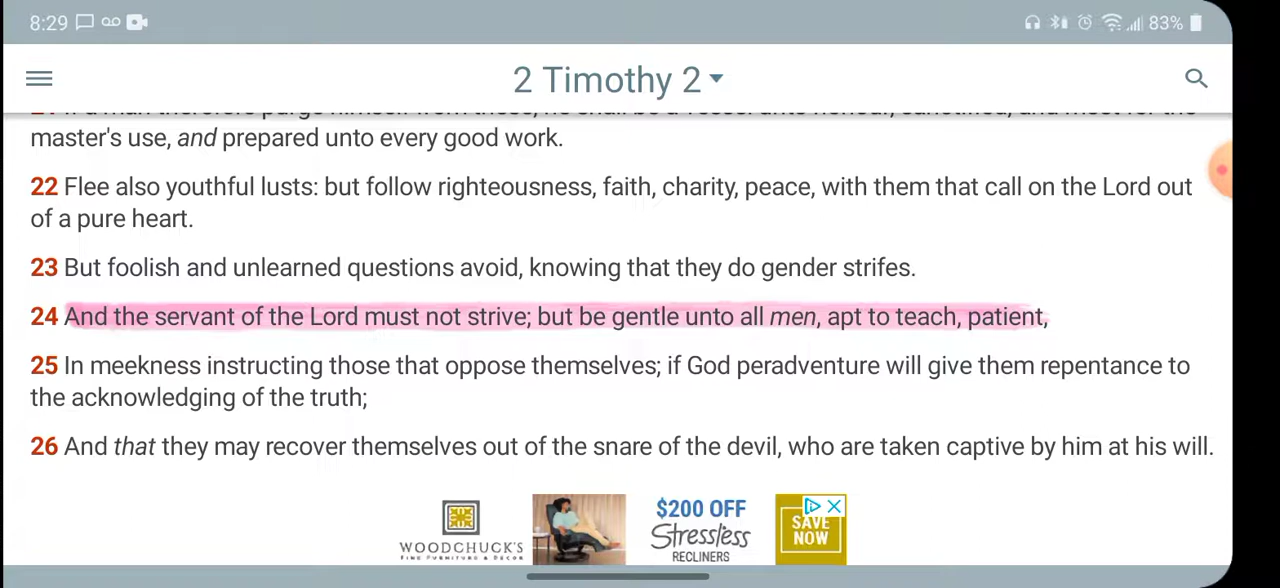 8:29 83%
2 Timothy 2
master's use, and prepared unto every good work.
22 Flee also youthful lusts: but follow righteousness, faith, charity, peace, with them that call on the Lord out
of a pure heart.
23 But foolish and unlearned questions avoid, knowing that they do gender strifes.
24 And the servant of the Lord must not strive; but be gentle unto all men, apt to teach, patient,
25 In meekness instructing those that oppose themselves; if God peradventure will give them repentance to
the acknowledging of the truth;
26 And that they may recover themselves out of the snare of the devil, who are taken captive by him at his will.
WOODCHUCK'S
FINE FURNITURE & DECOR
$200 OFF
Stressless
RECLINERS
SAVE
NOW